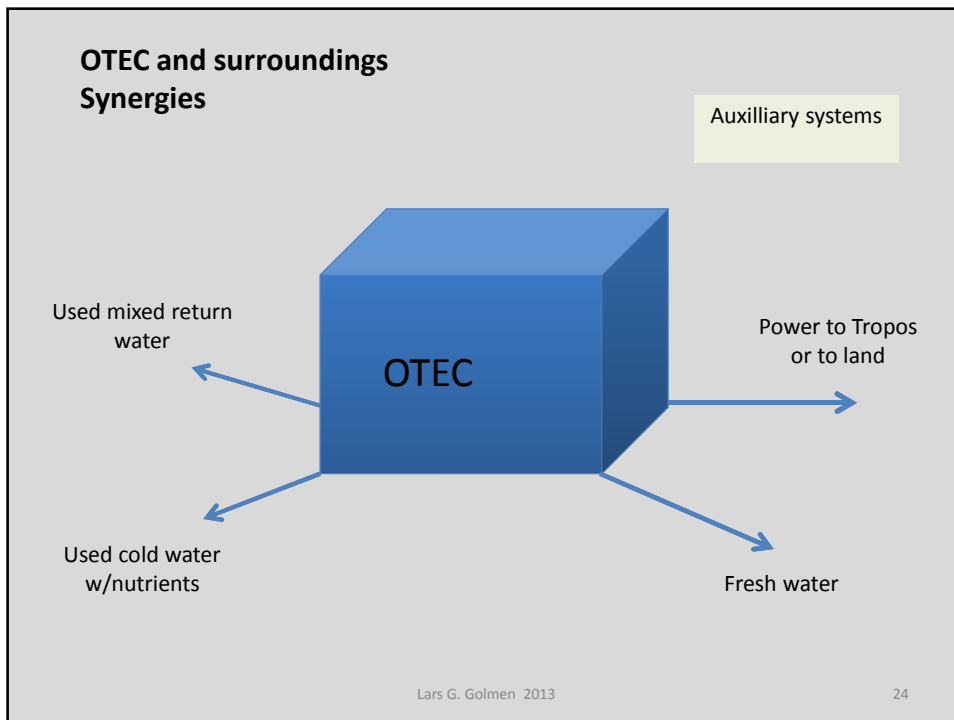 OTEC and surroundings
Synergies
Auxilliary systems
Used mixed return
water
OTEC
Power to Tropos
or to land
Used cold water
w/nutrients
Fresh water
Lars G. Golmen 2013
24